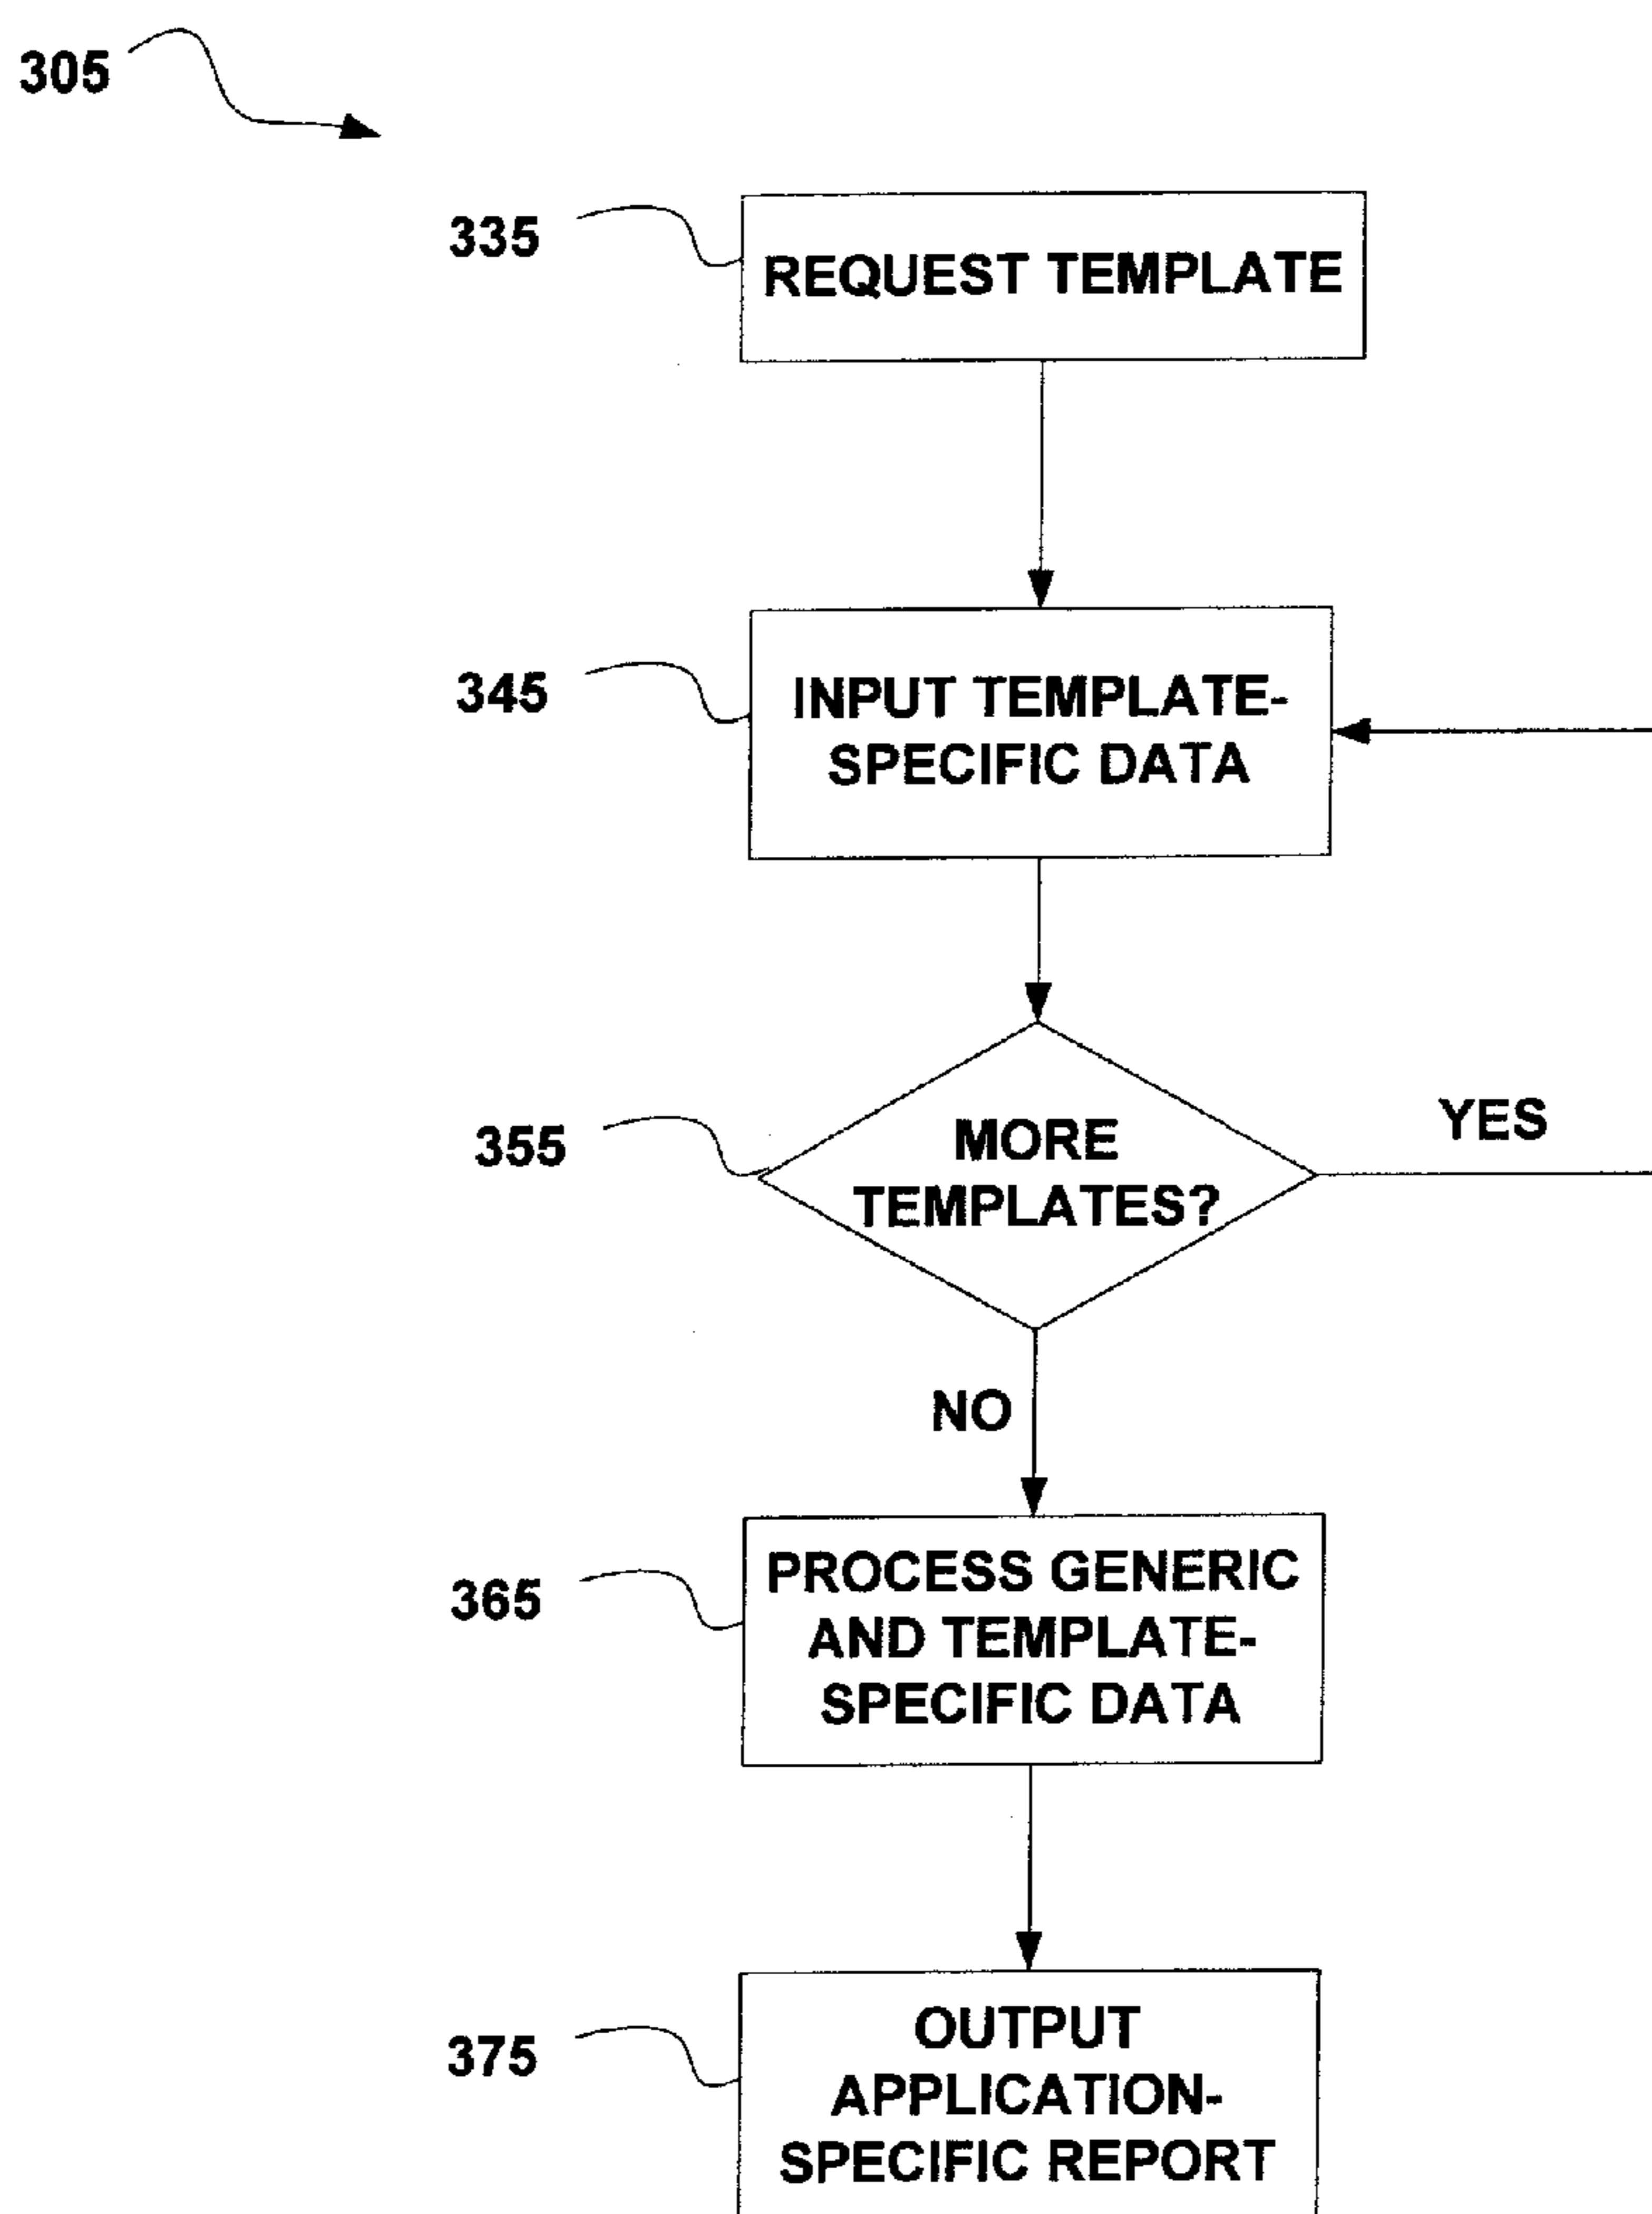 305
335
REQUEST TEMPLATE
345
INPUT TEMPLATE-
SPECIFIC DATA
355
MORE
TEMPLATES?
YES
NO
365
PROCESS GENERIC
AND TEMPLATE-
SPECIFIC DATA
375
OUTPUT
APPLICATION-
SPECIFIC REPORT